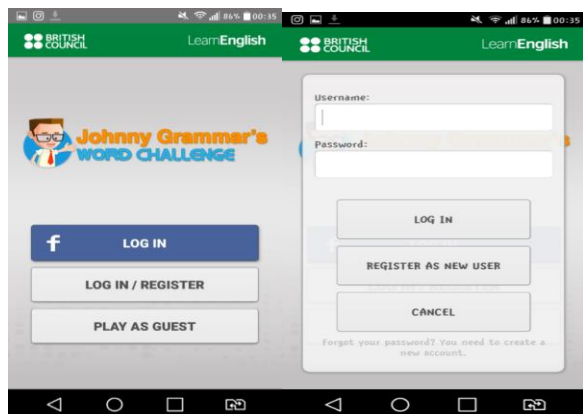 86% 00:35
BRITISH
COUNCIL
LearnEnglish
Johnny Grammar's
WORD CHALLENGE
f LOG IN
LOG IN / REGISTER
PLAY AS GUEST
86% 00:35
BRITISH
COUNCIL
LearnEnglish
Username:
Password:
LOG IN
REGISTER AS NEW USER
CANCEL
Forgot your password? You need to create a
new account.